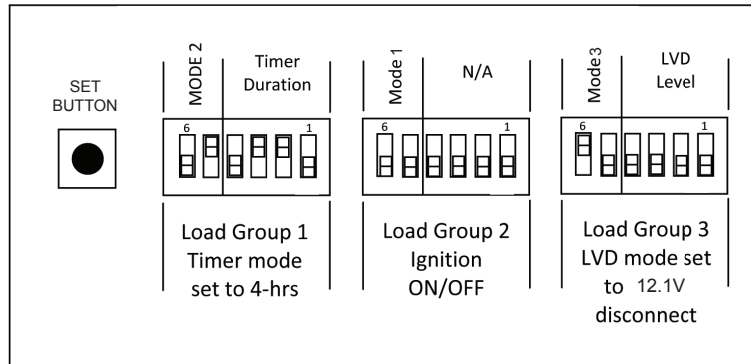 SET
BUTTON
MODE 2
Timer
Duration
6
1
Load Group 1
Timer mode
set to 4-hrs
Mode 1
N/A
6
1
Load Group 2
Ignition
ON/OFF
Mode3
LVD
Level
6
1
Load Group 3
LVD mode set
to 12.1V
disconnect